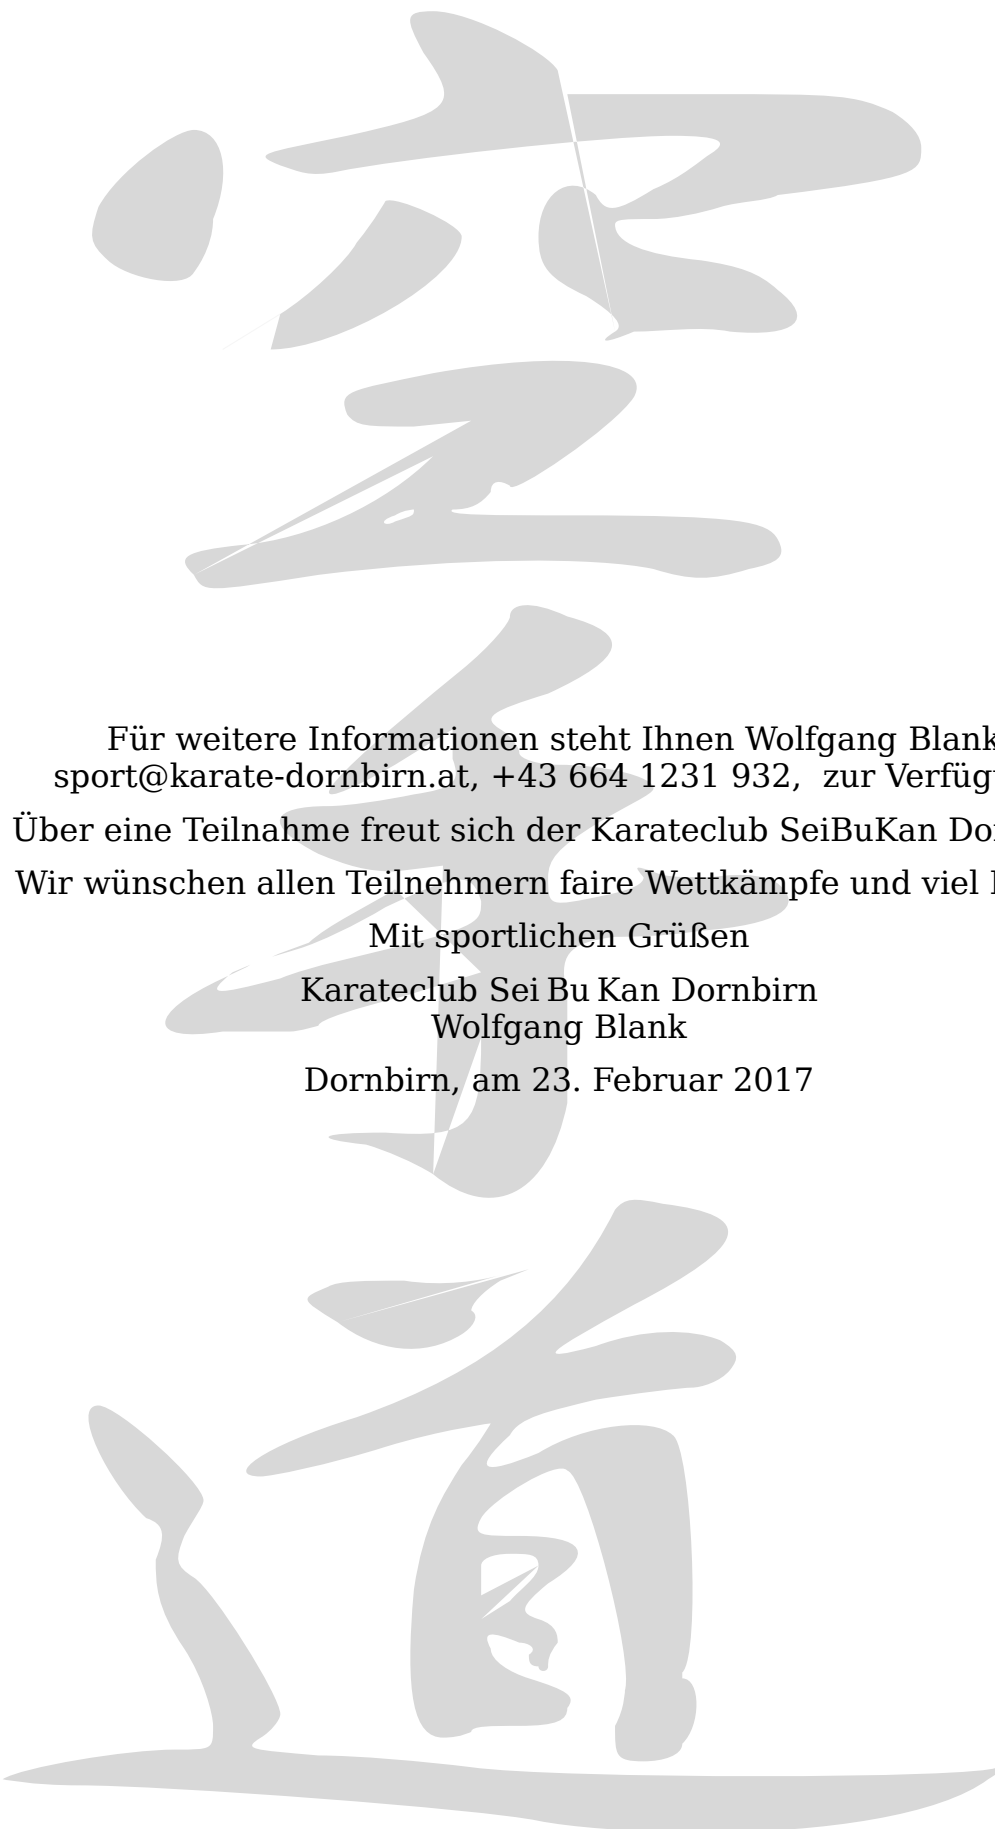 空手道
Für weitere Informationen steht Ihnen Wolfgang Blank
sport@karate-dornbirn.at, +43 664 1231 932, zur
Über eine Teilnahme freut sich der Karateclub SeiBuKan
Wir wünschen allen Teilnehmern faire Wettkämpfe und viel
Mit sportlichen Grüßen
Karateclub Sei Bu Kan Dornbirn
Wolfgang Blank
Dornbirn, am 23. Februar 2017